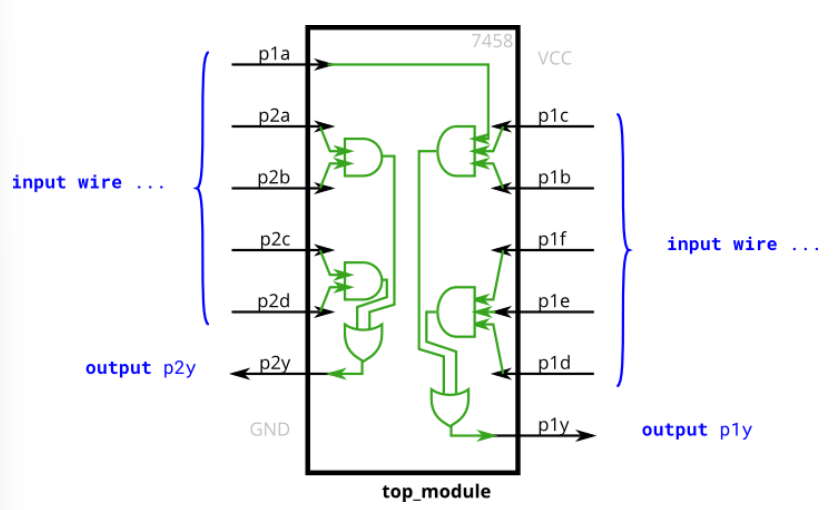 7458
VCC
GND
p1a
p2a
p2b
p2c
p2d
p2y
p1c
p1b
p1f
p1e
p1d
p1y
input wire ...
input wire ...
output p2y
output p1y
top_module